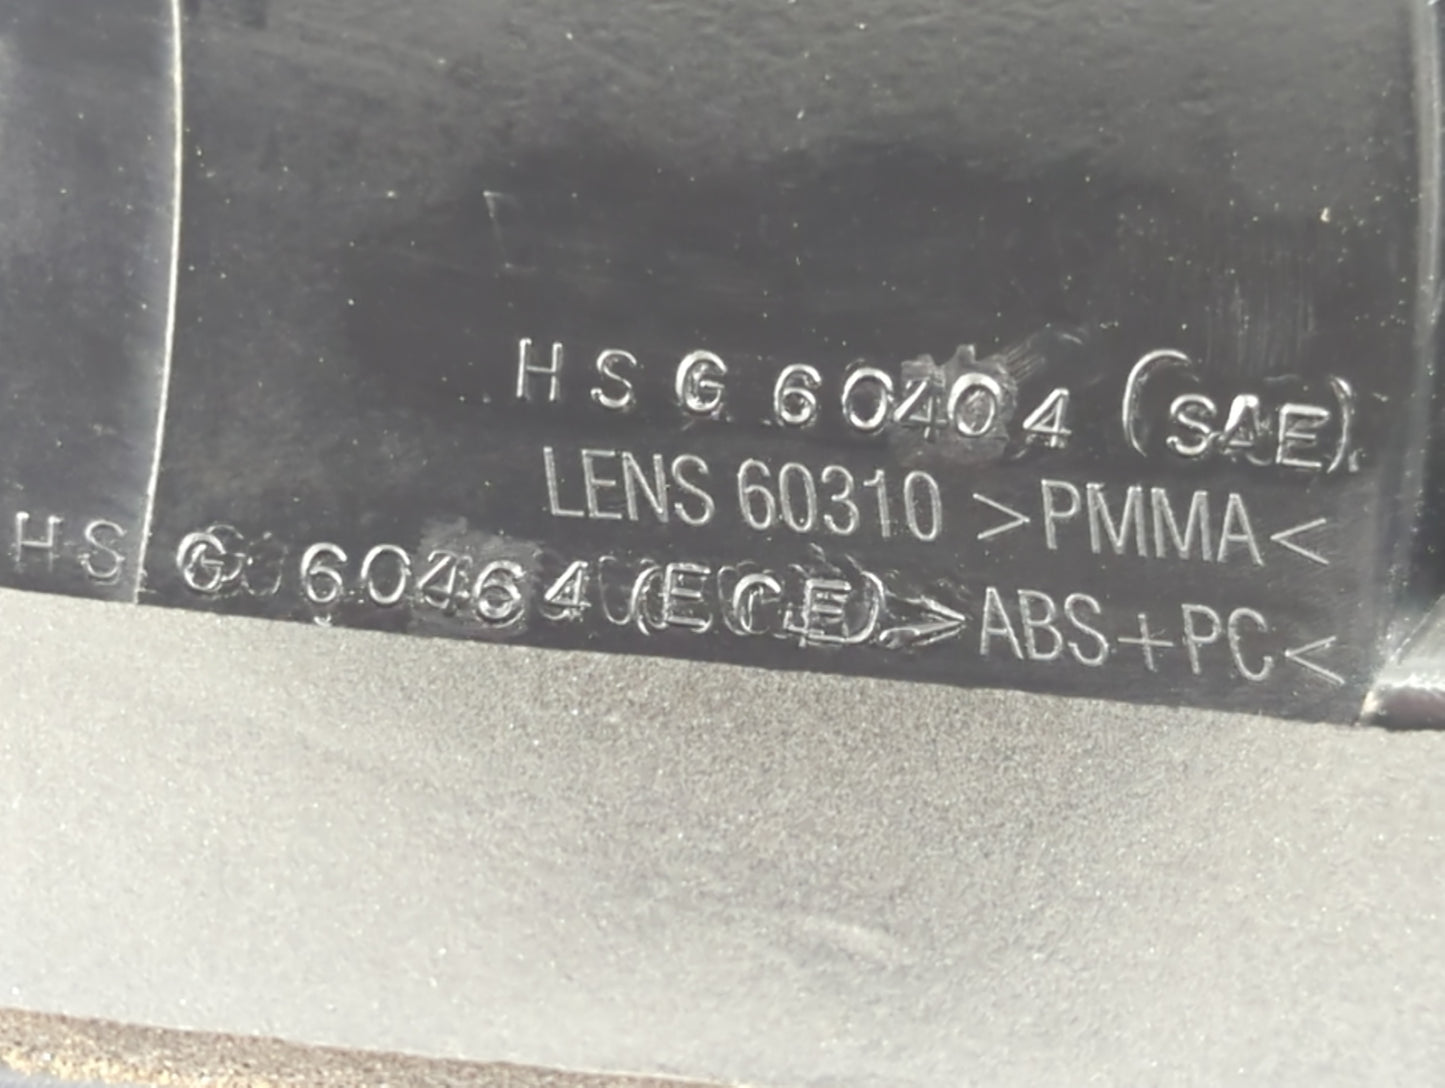 HSG 60404 (SAE).
LENS 60310 >PMMA<
HSG 60464 (ECE). >ABS+PC<